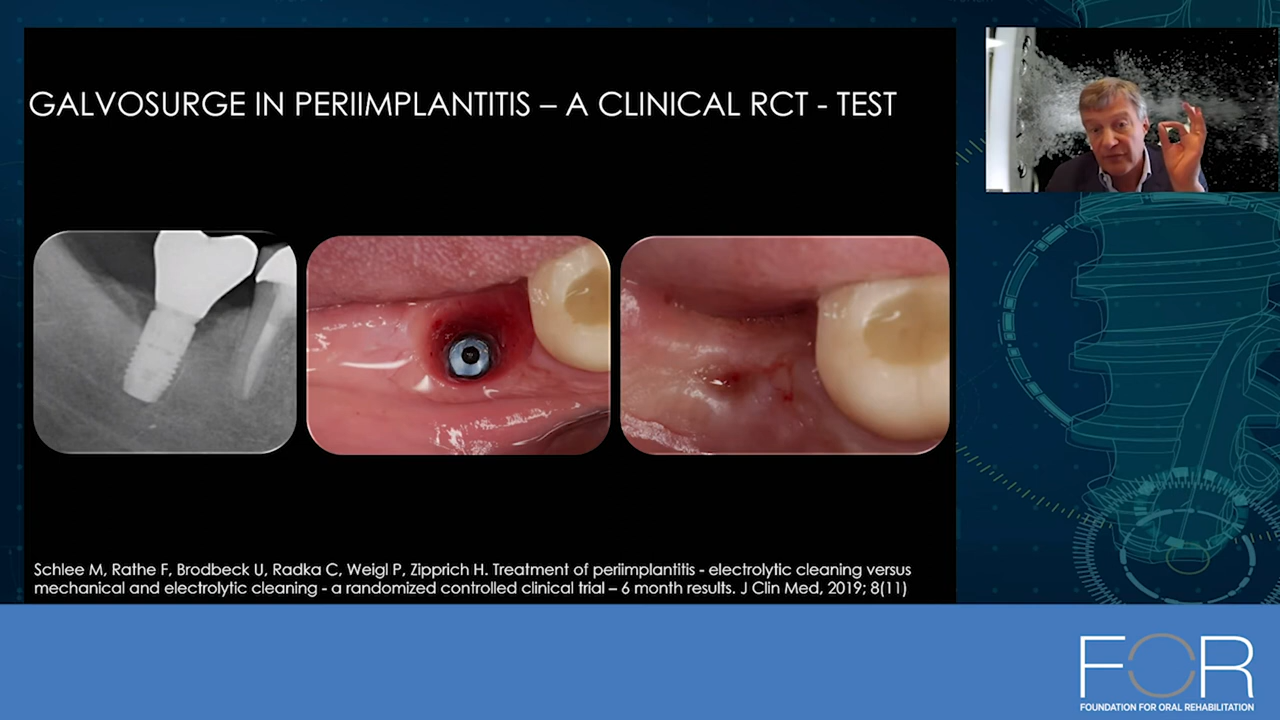 GALVOSURGE IN PERIIMPLANTITIS – A CLINICAL RCT - TEST
Schlee M, Rathe F, Brodbeck U, Radka C, Weigl P, Zipprich H. Treatment of periimplantitis - electrolytic cleaning versus
mechanical and electrolytic cleaning - a randomized controlled clinical trial – 6 month results. J Clin Med, 2019; 8(11)
FOR
FOUNDATION FOR ORAL REHABILITATION